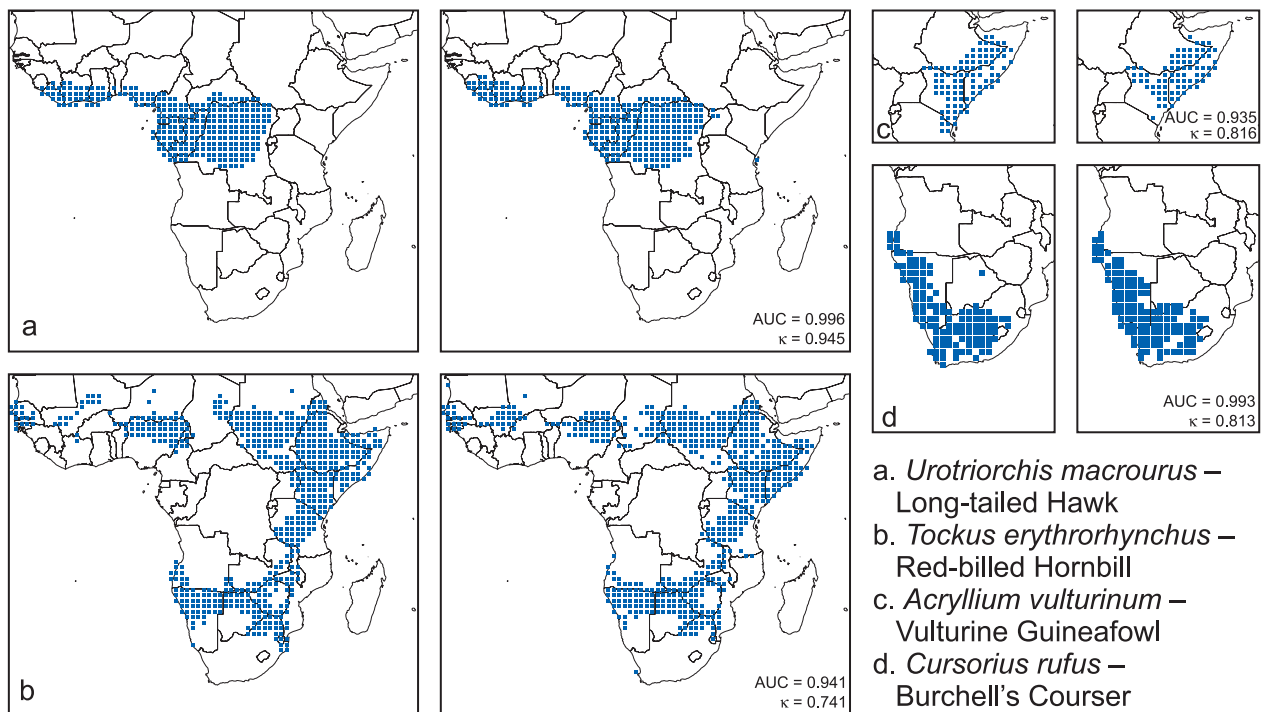 a
AUC = 0.996
κ = 0.945
c
AUC = 0.935
κ = 0.816
d
AUC = 0.993
κ = 0.813
b
AUC = 0.941
κ = 0.741
a. Urotriorchis macrourus –
Long-tailed Hawk
b. Tockus erythrorhynchus –
Red-billed Hornbill
c. Acryllium vulturinum –
Vulturine Guineafowl
d. Cursorius rufus –
Burchell's Courser